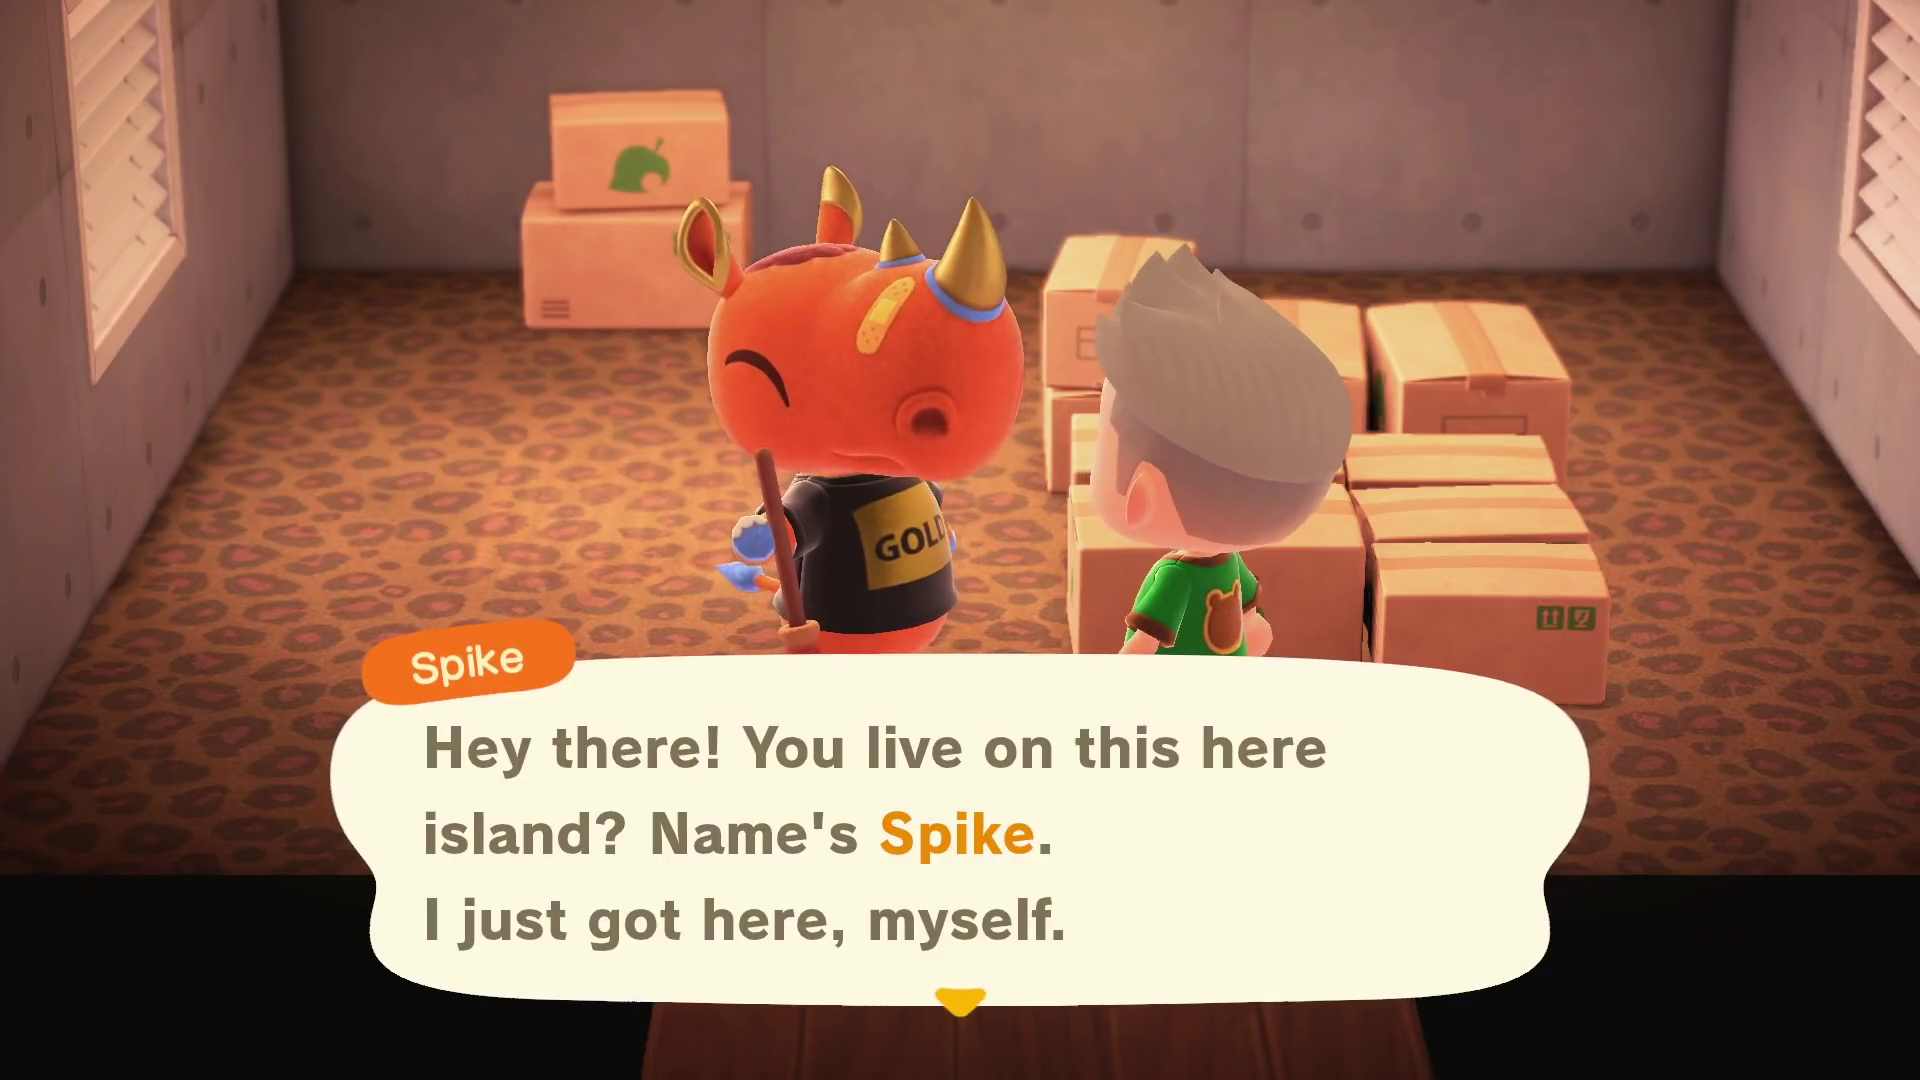 GOLD
Spike
Hey there! You live on this here
island? Name's Spike.
I just got here, myself.